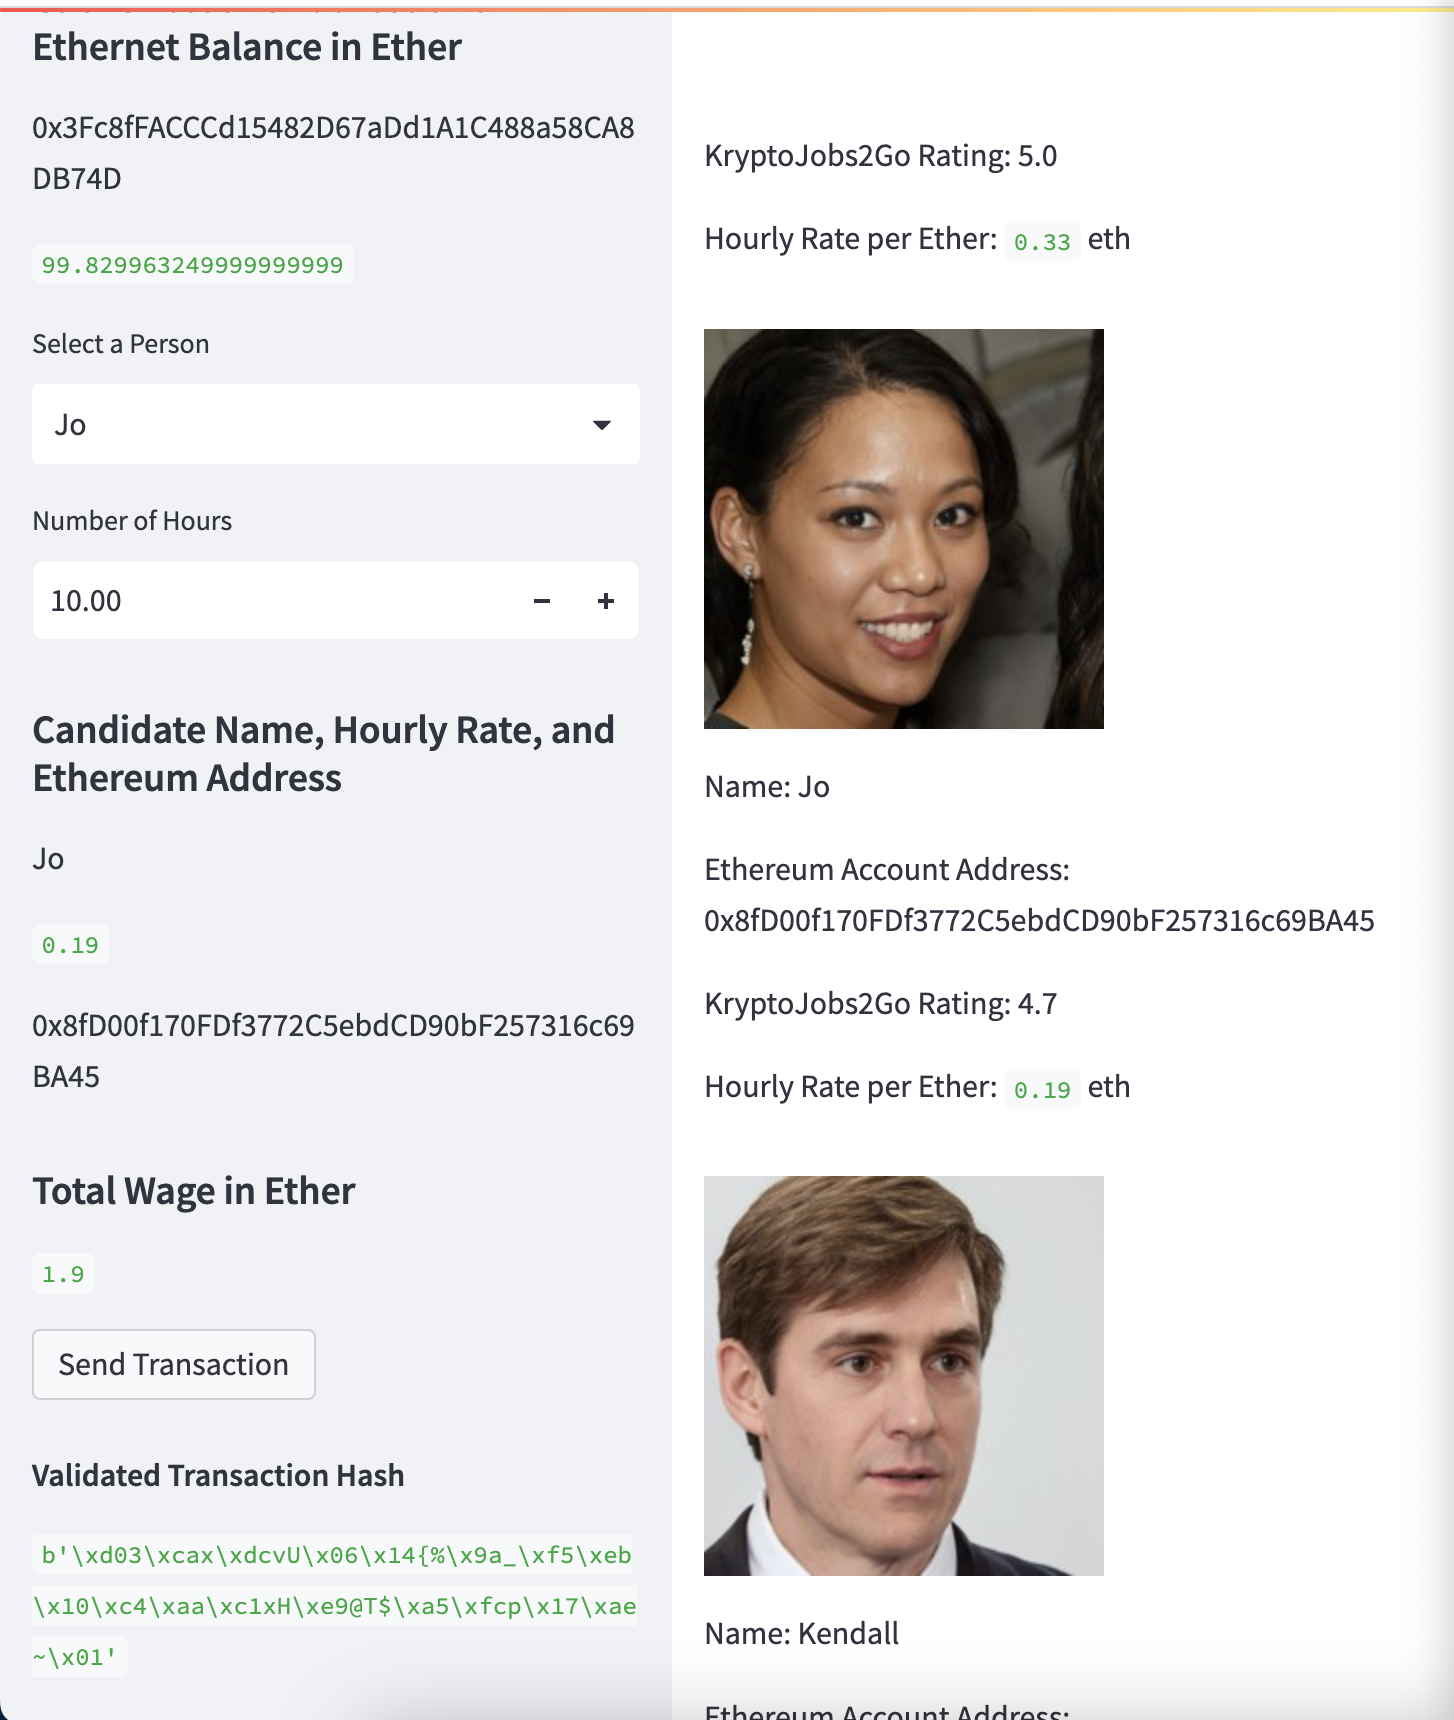 Ethernet Balance in Ether
0x3Fc8fFACCCd15482D67aDd1A1C488a58CA8
DB74D
99.829963249999999999
Select a Person
Jo
Number of Hours
10.00
Candidate Name, Hourly Rate, and
Ethereum Address
Jo
0.19
0x8fD00f170FDf3772C5ebdCD90bF257316c69
BA45
Total Wage in Ether
1.9
Send Transaction
Validated Transaction Hash
b'\xd03\xcax\xdcvU\x06\x14{%\x9a_\xf5\xeb
\x10\xc4\xaa\xc1xH\xe9@T$\xa5\xfcp\x17\xae
~\x01'
KryptoJobs2Go Rating: 5.0
Hourly Rate per Ether: 0.33 eth
Name: Jo
Ethereum Account Address:
0x8fD00f170FDf3772C5ebdCD90bF257316c69BA45
KryptoJobs2Go Rating: 4.7
Hourly Rate per Ether: 0.19 eth
Name: Kendall
Ethereum Account Address: